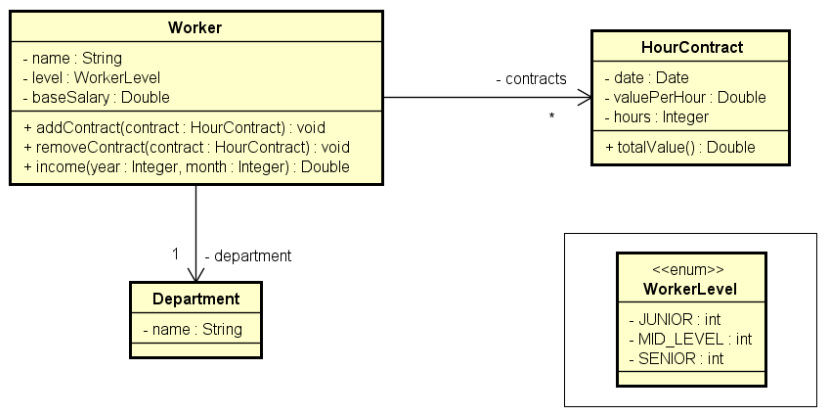 Worker
- name : String
- level : WorkerLevel
- baseSalary : Double
+ addContract(contract : HourContract) : void
+ removeContract(contract : HourContract) : void
+ income(year : Integer, month : Integer) : Double
- contracts
*
HourContract
- date : Date
- valuePerHour : Double
- hours : Integer
+ totalValue() : Double
1
- department
Department
- name : String
<<enum>>
WorkerLevel
- JUNIOR : int
- MID_LEVEL : int
- SENIOR : int